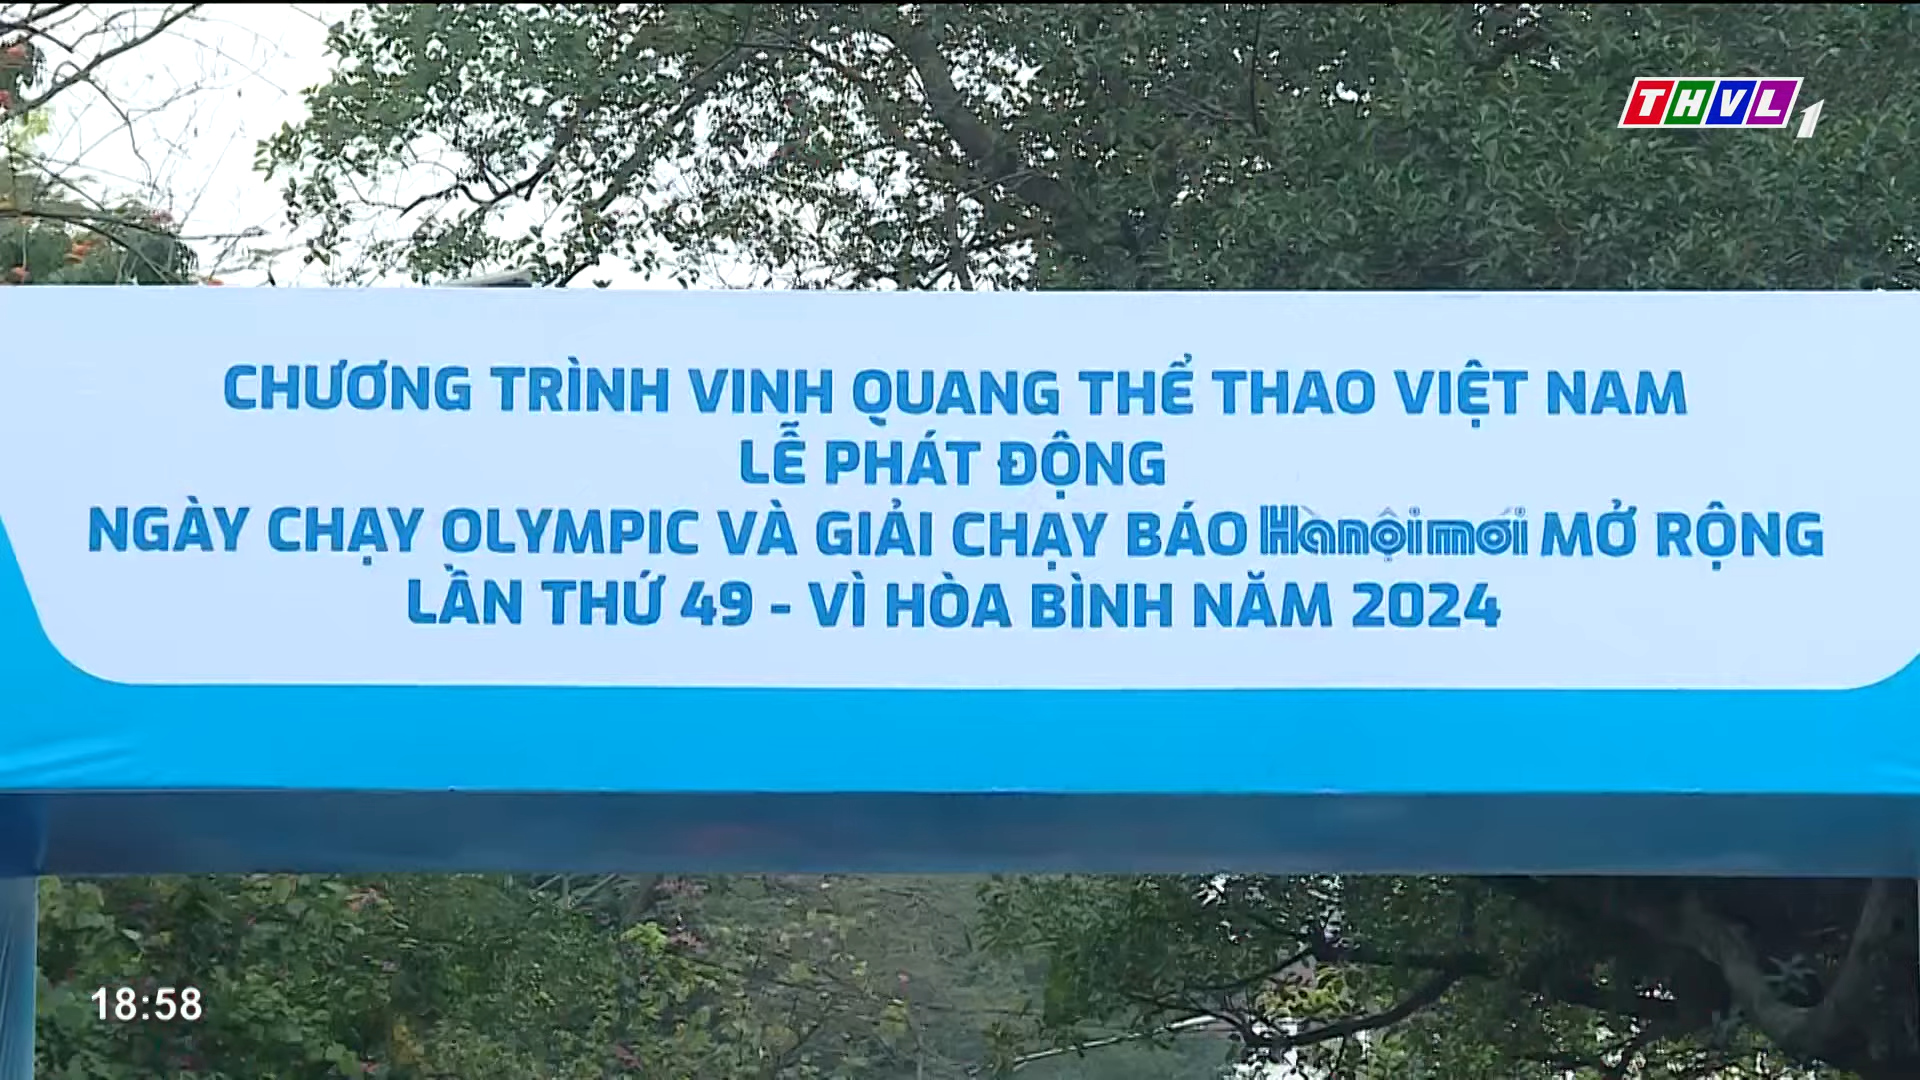 THVL1
CHƯƠNG TRÌNH VINH QUANG THỂ THAO VIỆT NAM
LỄ PHÁT ĐỘNG
NGÀY CHẠY OLYMPIC VÀ GIẢI CHẠY BÁO Hànộimới MỞ RỘNG
LẦN THỨ 49 - VÌ HÒA BÌNH NĂM 2024
18:58